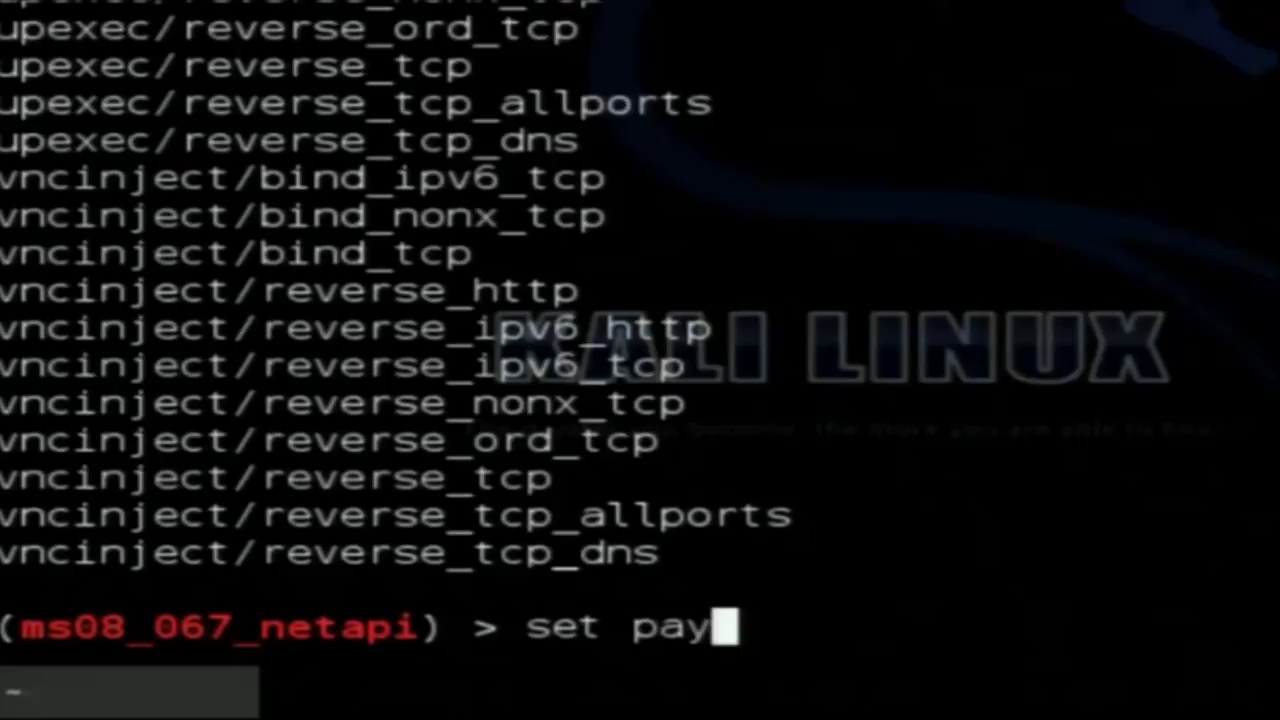 upexec/reverse_ord_tcp
upexec/reverse_tcp
upexec/reverse_tcp_allports
upexec/reverse_tcp_dns
vncinject/bind_ipv6_tcp
vncinject/bind_nonx_tcp
vncinject/bind_tcp
vncinject/reverse_http
vncinject/reverse_ipv6_http
vncinject/reverse_ipv6_tcp
KALI LINUX
vncinject/reverse_nonx_tcp
vncinject/reverse_ord_tcp
vncinject/reverse_tcp
vncinject/reverse_tcp_allports
vncinject/reverse_tcp_dns
(ms08_067_netapi) > set pay
~